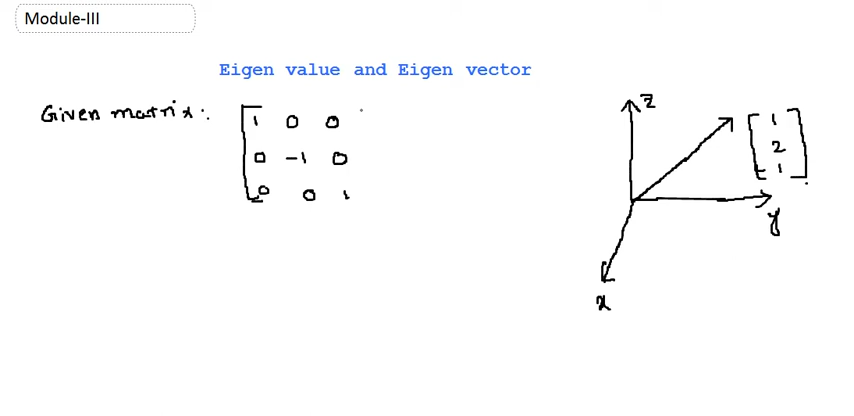 Module-III
Eigen value and Eigen vector
Given matrix:
1 0 0
0 -1 0
0 0 1
z
1
2
1
y
x